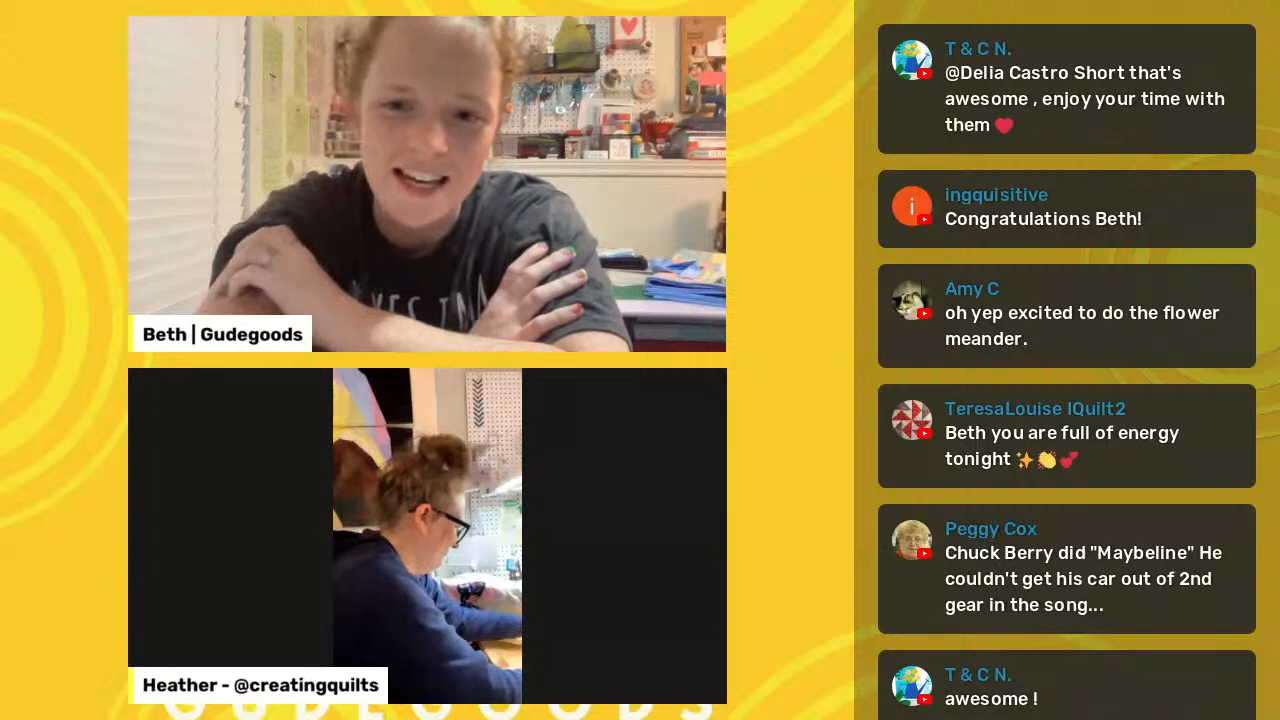 Beth | Gudegoods
Heather - @creatingquilts
GUDEGOODS
T & C N.
@Delia Castro Short that's
awesome , enjoy your time with
them ❤️
i
ingquisitive
Congratulations Beth!
Amy C
oh yep excited to do the flower
meander.
TeresaLouise IQuilt2
Beth you are full of energy
tonight ✨👏💕
Peggy Cox
Chuck Berry did "Maybeline" He
couldn't get his car out of 2nd
gear in the song...
T & C N.
awesome !